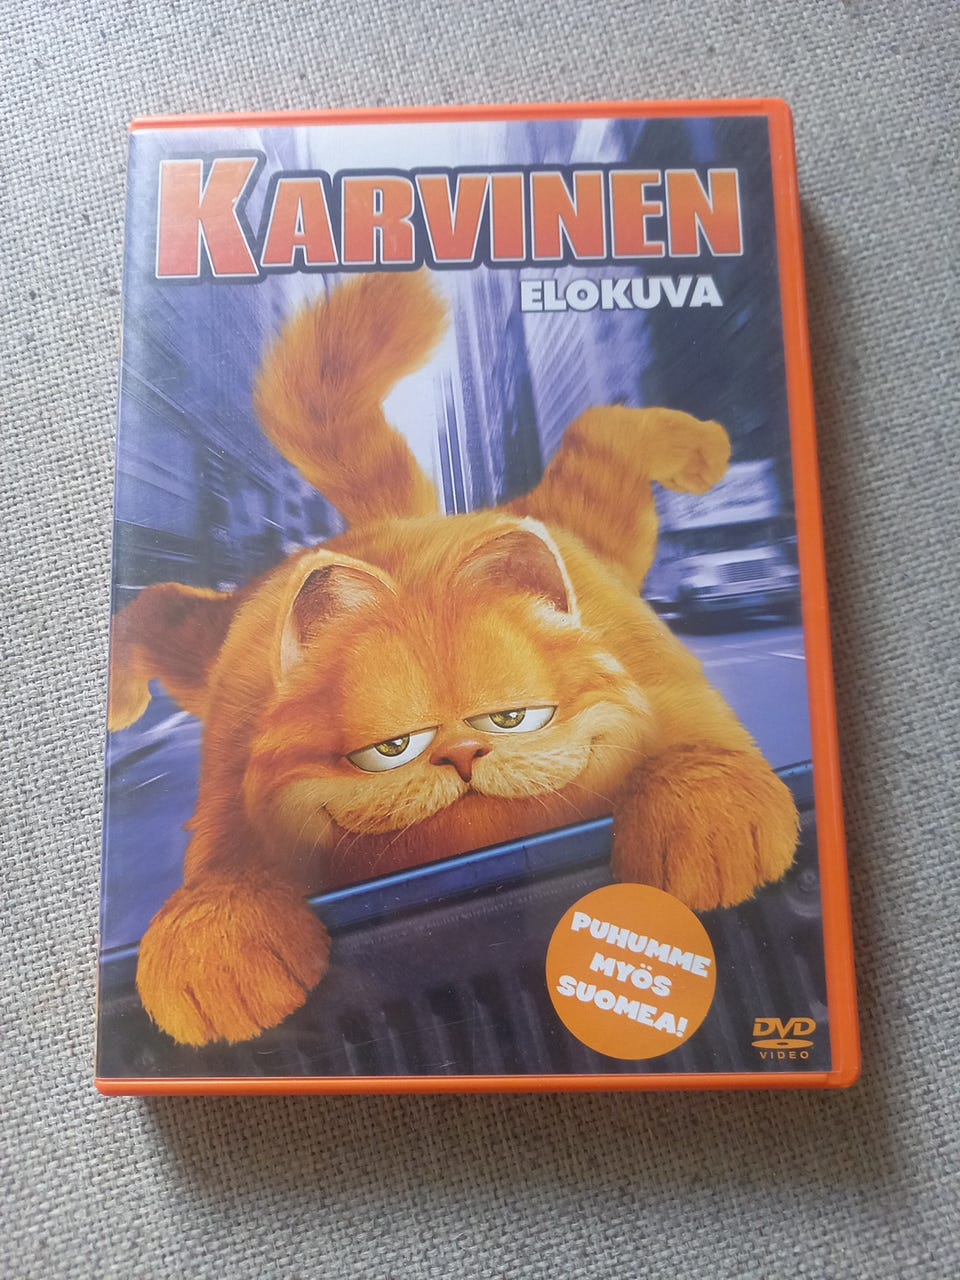 KARVINEN
ELOKUVA
PUHUMME
MYÖS
SUOMEA!
DVD
VIDEO